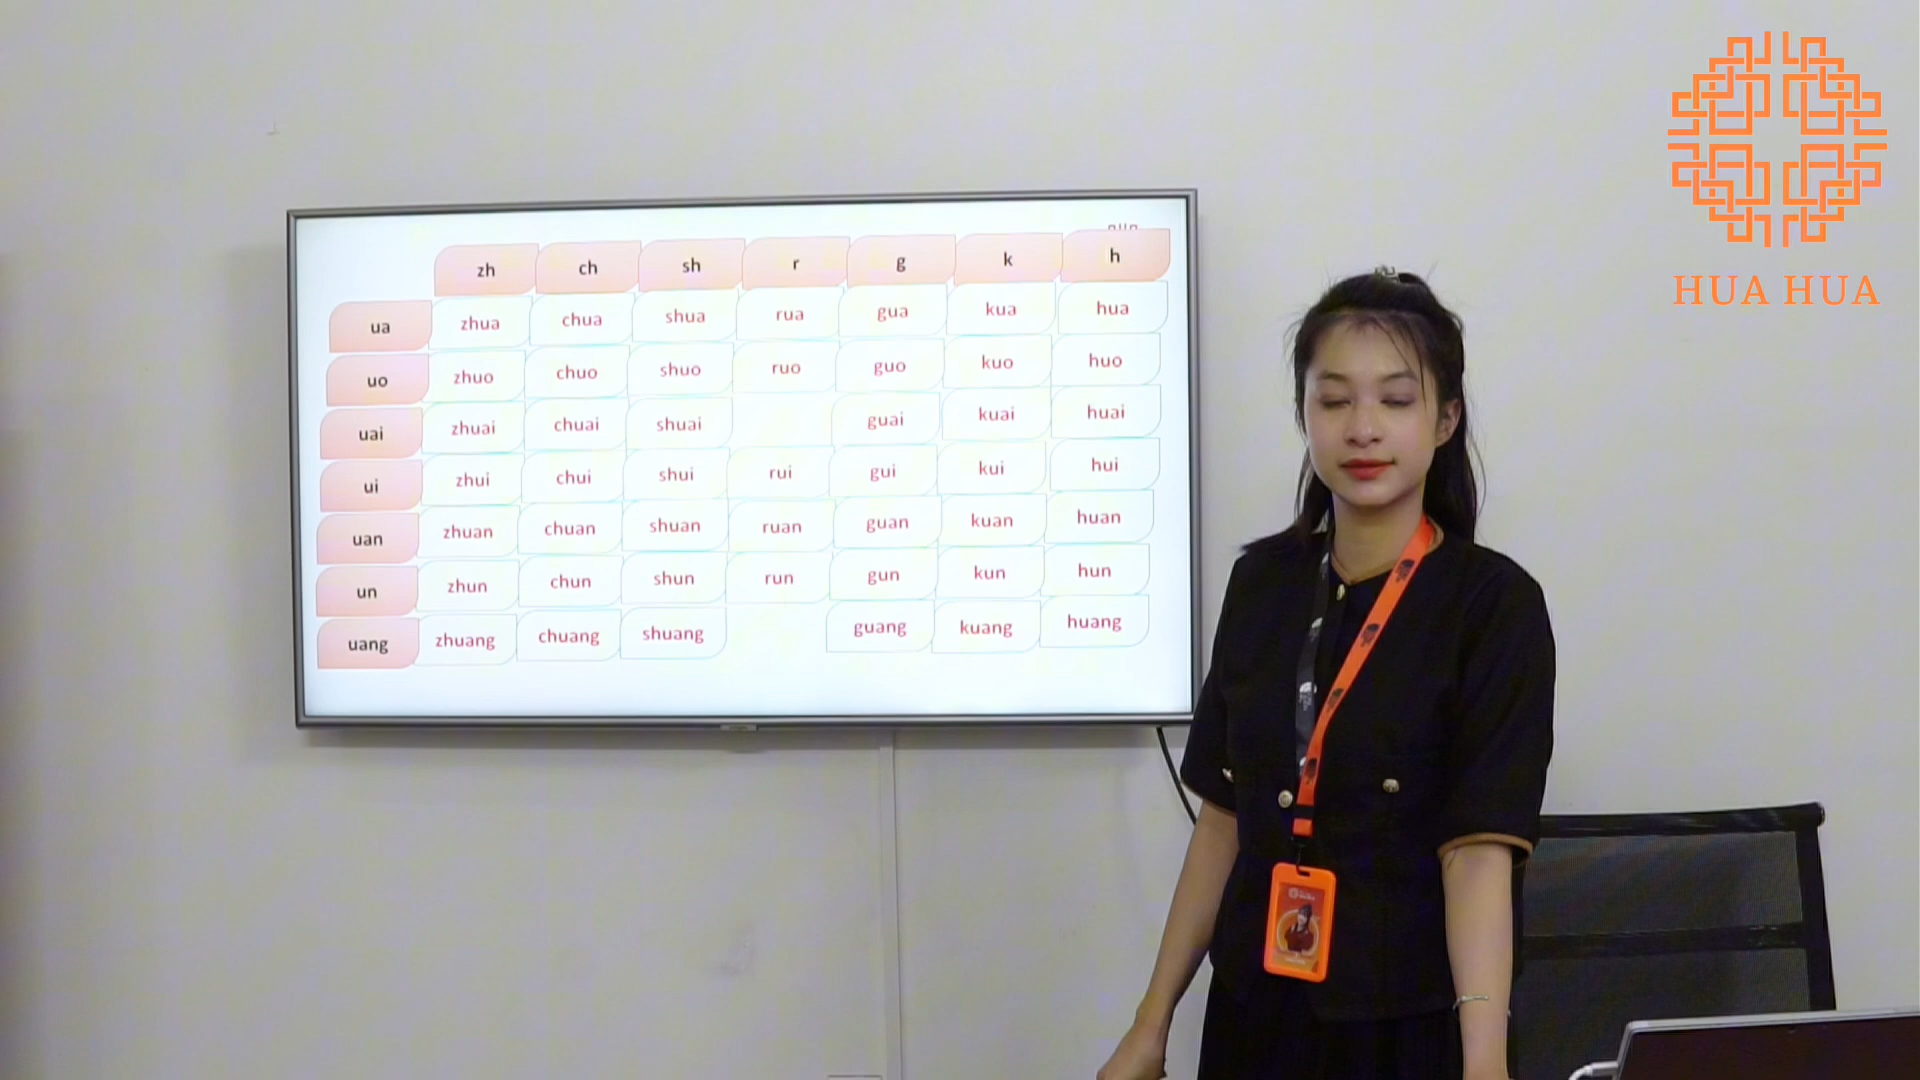 HUA HUA
zh ch sh r g k h
ua zhua chua shua rua gua kua hua
uo zhuo chuo shuo ruo guo kuo huo
uai zhuai chuai shuai guai kuai huai
ui zhui chui shui rui gui kui hui
uan zhuan chuan shuan ruan guan kuan huan
un zhun chun shun run gun kun hun
uang zhuang chuang shuang guang kuang huang